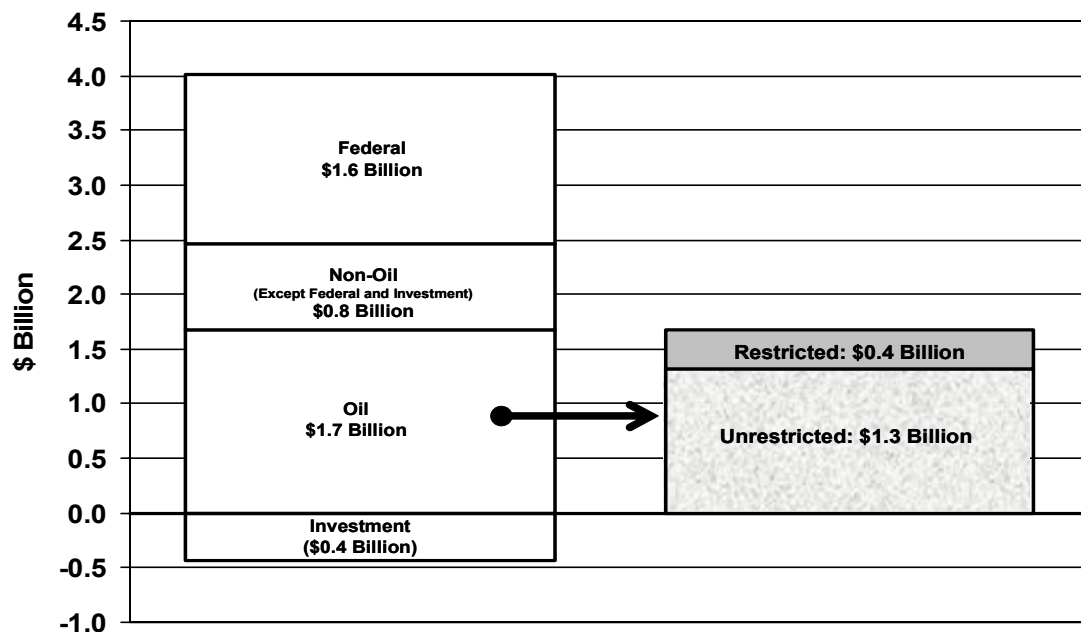 4.5
4.0
3.5
3.0
2.5
2.0
1.5
1.0
0.5
0.0
-0.5
-1.0
$ Billion
Federal
$1.6 Billion
Non-Oil
(Except Federal and Investment)
$0.8 Billion
Oil
$1.7 Billion
Investment
($0.4 Billion)
Restricted: $0.4 Billion
Unrestricted: $1.3 Billion